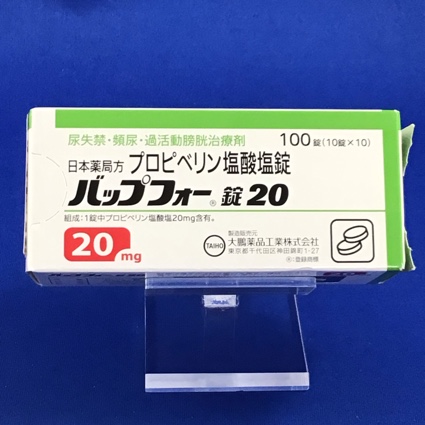 尿失禁・頻尿・過活動膀胱治療剤
100錠(10錠×10)
日本薬局方 プロピベリン塩酸塩錠
バップフォー®錠20
組成:1錠中プロピベリン塩酸塩20mg含有。
20mg
製造販売元
TAIHO 大鵬薬品工業株式会社
東京都千代田区神田錦町1-27
®:登録商標